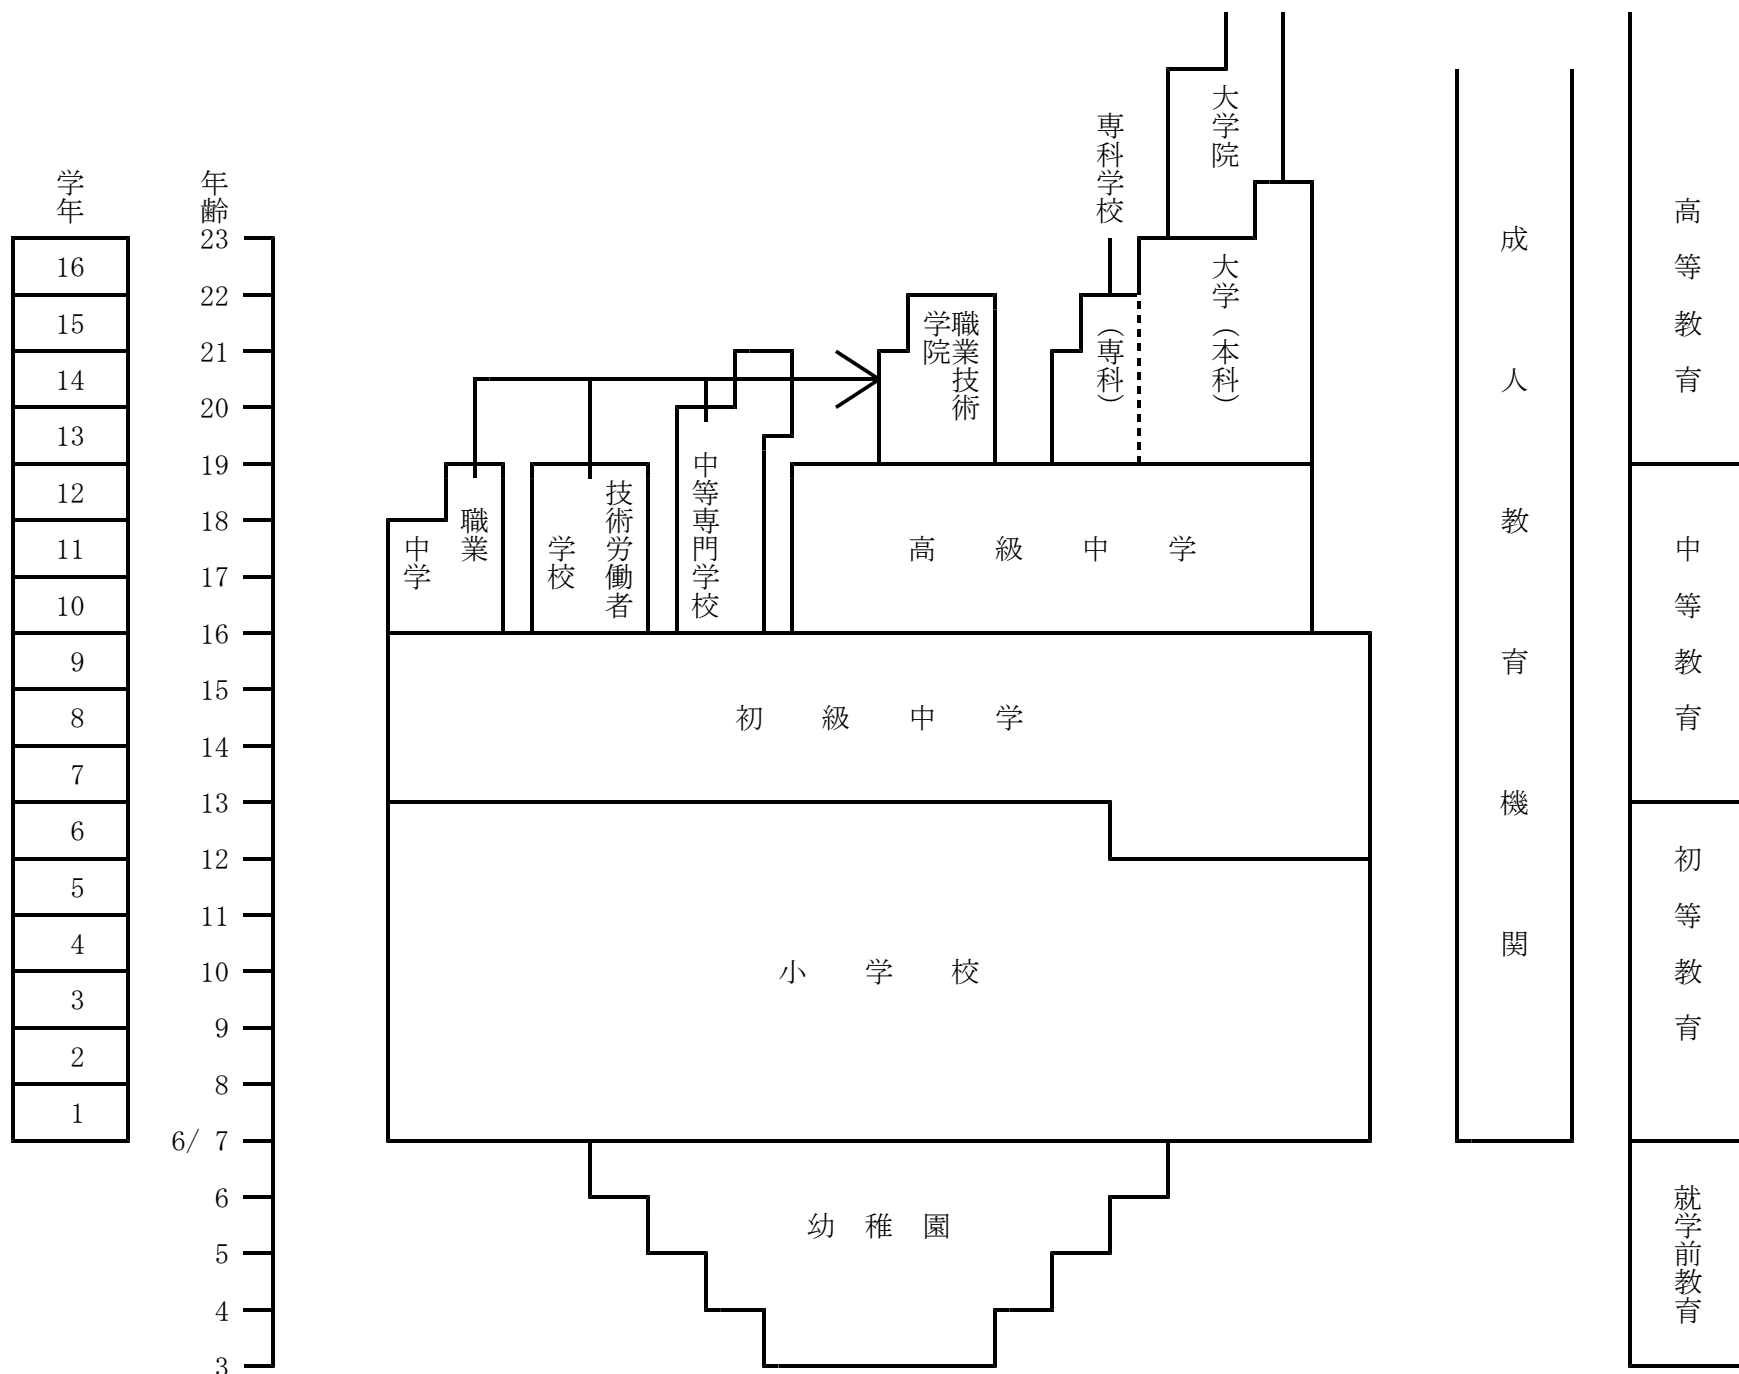 学年
16
15
14
13
12
11
10
9
8
7
6
5
4
3
2
1
年齢
23
22
21
20
19
18
17
16
15
14
13
12
11
10
9
8
6/ 7
6
5
4
3
職業
中学
技術労働者
学校
中等専門学校
職業技術
学院
専科学校
(専科)
大学院
大学(本科)
高級中学
初級中学
小学校
幼稚園
成人教育機関
高等教育
中等教育
初等教育
就学前教育